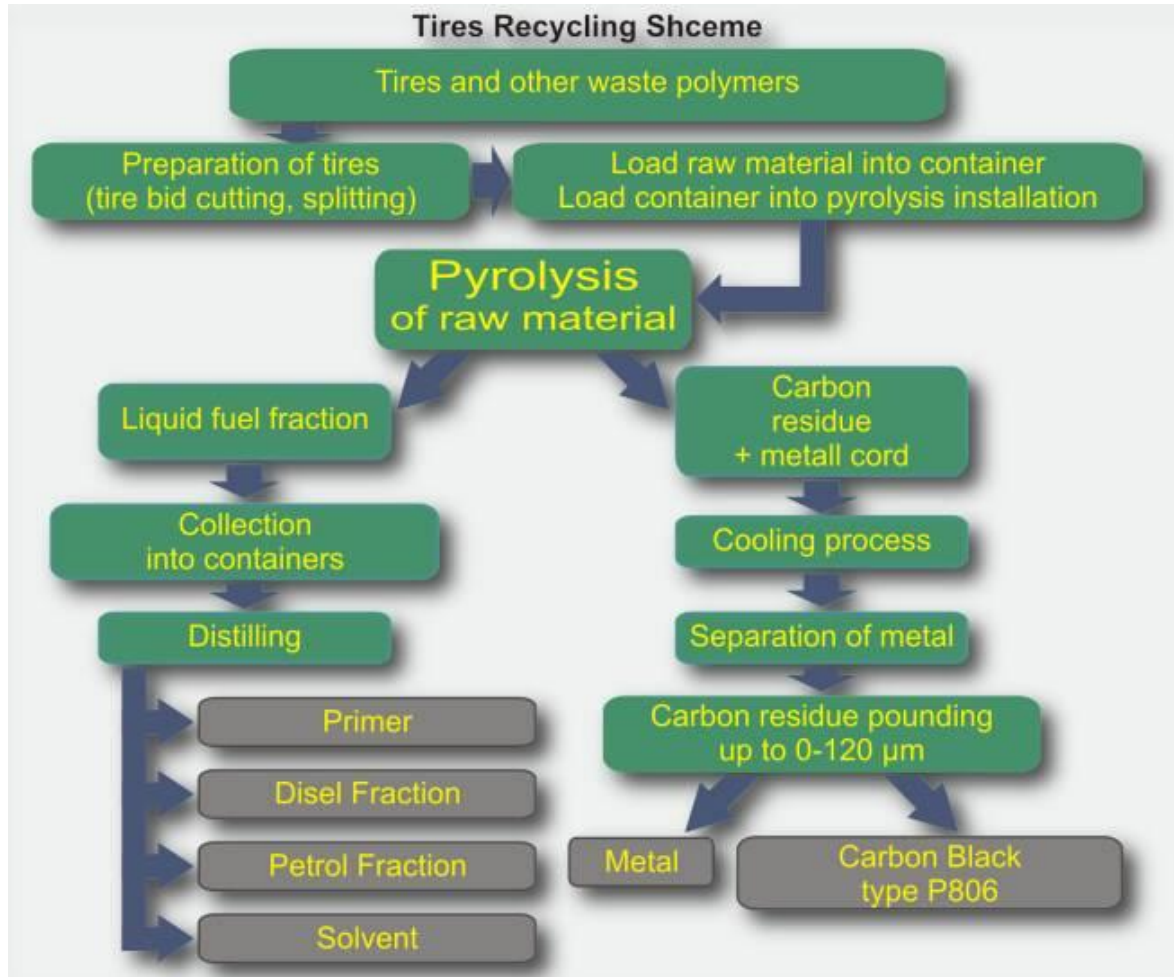 Tires Recycling Shceme
Tires and other waste polymers
Preparation of tires
(tire bid cutting, splitting)
Load raw material into container
Load container into pyrolysis installation
Pyrolysis
of raw material
Liquid fuel fraction
Carbon
residue
+ metall cord
Collection
into containers
Cooling process
Distilling
Separation of metal
Primer
Disel Fraction
Petrol Fraction
Solvent
Carbon residue pounding
up to 0-120 μm
Metal
Carbon Black
type P806